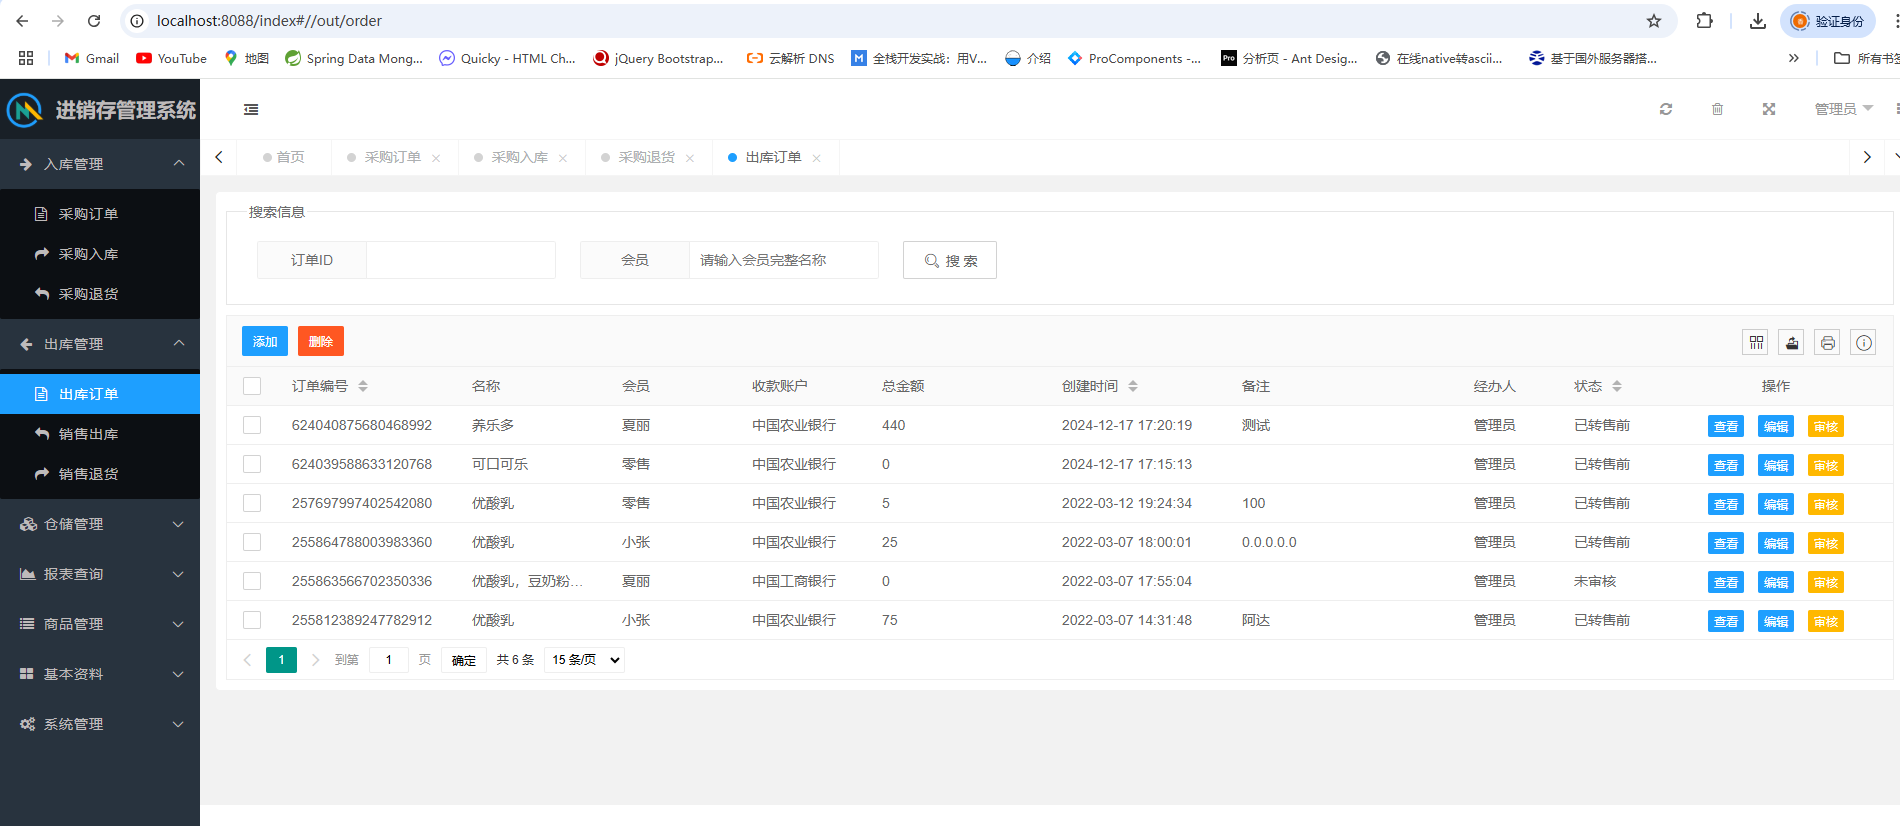 localhost:8088/index#//out/order
验证身份
Gmail
YouTube
地图
Spring Data Mong...
Quicky - HTML Ch...
jQuery Bootstrap...
云解析 DNS
全栈开发实战：用V...
介绍
ProComponents -...
分析页 - Ant Desig...
在线native转ascii...
基于国外服务器搭...
所有书签
进销存管理系统
管理员
入库管理
采购订单
采购入库
采购退货
出库管理
出库订单
销售出库
销售退货
仓储管理
报表查询
商品管理
基本资料
系统管理
首页 采购订单 采购入库 采购退货 出库订单
搜索信息
订单ID 会员 请输入会员完整名称 搜 索
添加 删除
订单编号 名称 会员 收款账户 总金额 创建时间 备注 经办人 状态 操作
624040875680468992 养乐多 夏丽 中国农业银行 440 2024-12-17 17:20:19 测试 管理员 已转售前 查看 编辑 审核
624039588633120768 可口可乐 零售 中国农业银行 0 2024-12-17 17:15:13 管理员 已转售前 查看 编辑 审核
257697997402542080 优酸乳 零售 中国农业银行 5 2022-03-12 19:24:34 100 管理员 已转售前 查看 编辑 审核
255864788003983360 优酸乳 小张 中国农业银行 25 2022-03-07 18:00:01 0.0.0.0.0 管理员 已转售前 查看 编辑 审核
255863566702350336 优酸乳，豆奶粉... 夏丽 中国工商银行 0 2022-03-07 17:55:04 管理员 未审核 查看 编辑 审核
255812389247782912 优酸乳 小张 中国农业银行 75 2022-03-07 14:31:48 阿达 管理员 已转售前 查看 编辑 审核
1 到第 1 页 确定 共 6 条 15 条/页